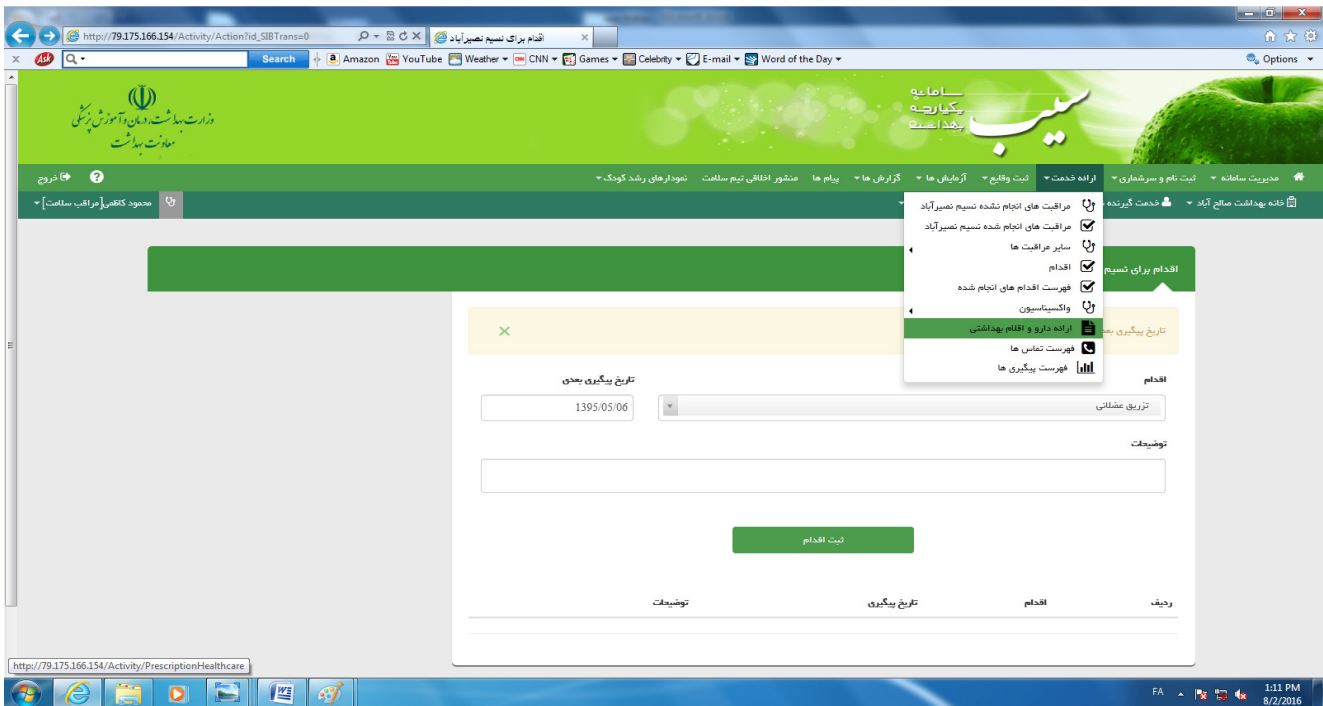 http://79.175.166.154/Activity/Action?id_SIBTrans=0
اقدام برای نسیم نصیرآباد
Ask
Search
Amazon
YouTube
Weather
CNN
Games
Celebrity
E-mail
Word of the Day
Options
وزارت بهداشت، درمان و آموزش پزشکی
معاونت بهداشت
سامانه
یکپارچه
بهداشت
سیب
مدیریت سامانه
ثبت نام و سرشماری
ارائه خدمت
ثبت وقایع
آزمایش ها
گزارش ها
پیام ها
منشور اخلاقی تیم سلامت
نمودارهای رشد کودک
خروج
خانه بهداشت صالح آباد
خدمت گیرنده
محمود کاظمی[مراقب سلامت]
مراقبت های انجام نشده نسیم نصیرآباد
مراقبت های انجام شده نسیم نصیرآباد
سایر مراقبت ها
اقدام
فهرست اقدام های انجام شده
واکسیناسیون
ارائه دارو و اقلام بهداشتی
فهرست تماس ها
فهرست پیگیری ها
اقدام برای نسیم
تاریخ پیگیری بعد
اقدام
تاریخ پیگیری بعدی
تزریق عضلانی
1395/05/06
توضیحات
ثبت اقدام
ردیف
اقدام
تاریخ پیگیری
توضیحات
http://79.175.166.154/Activity/PrescriptionHealthcare
FA
1:11 PM
8/2/2016